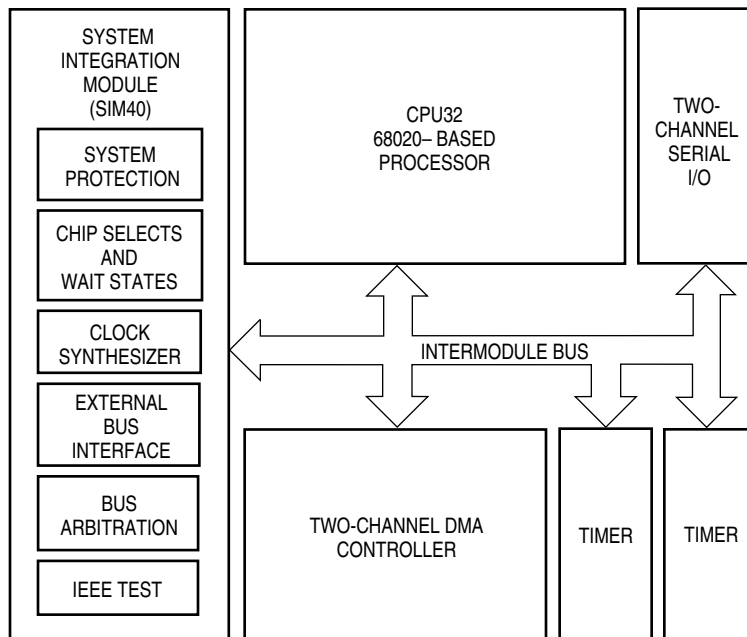 SYSTEM
INTEGRATION
MODULE
(SIM40)
SYSTEM
PROTECTION
CHIP SELECTS
AND
WAIT STATES
CLOCK
SYNTHESIZER
EXTERNAL
BUS
INTERFACE
BUS
ARBITRATION
IEEE TEST
CPU32
68020– BASED
PROCESSOR
TWO-
CHANNEL
SERIAL
I/O
INTERMODULE BUS
TWO-CHANNEL DMA
CONTROLLER
TIMER
TIMER